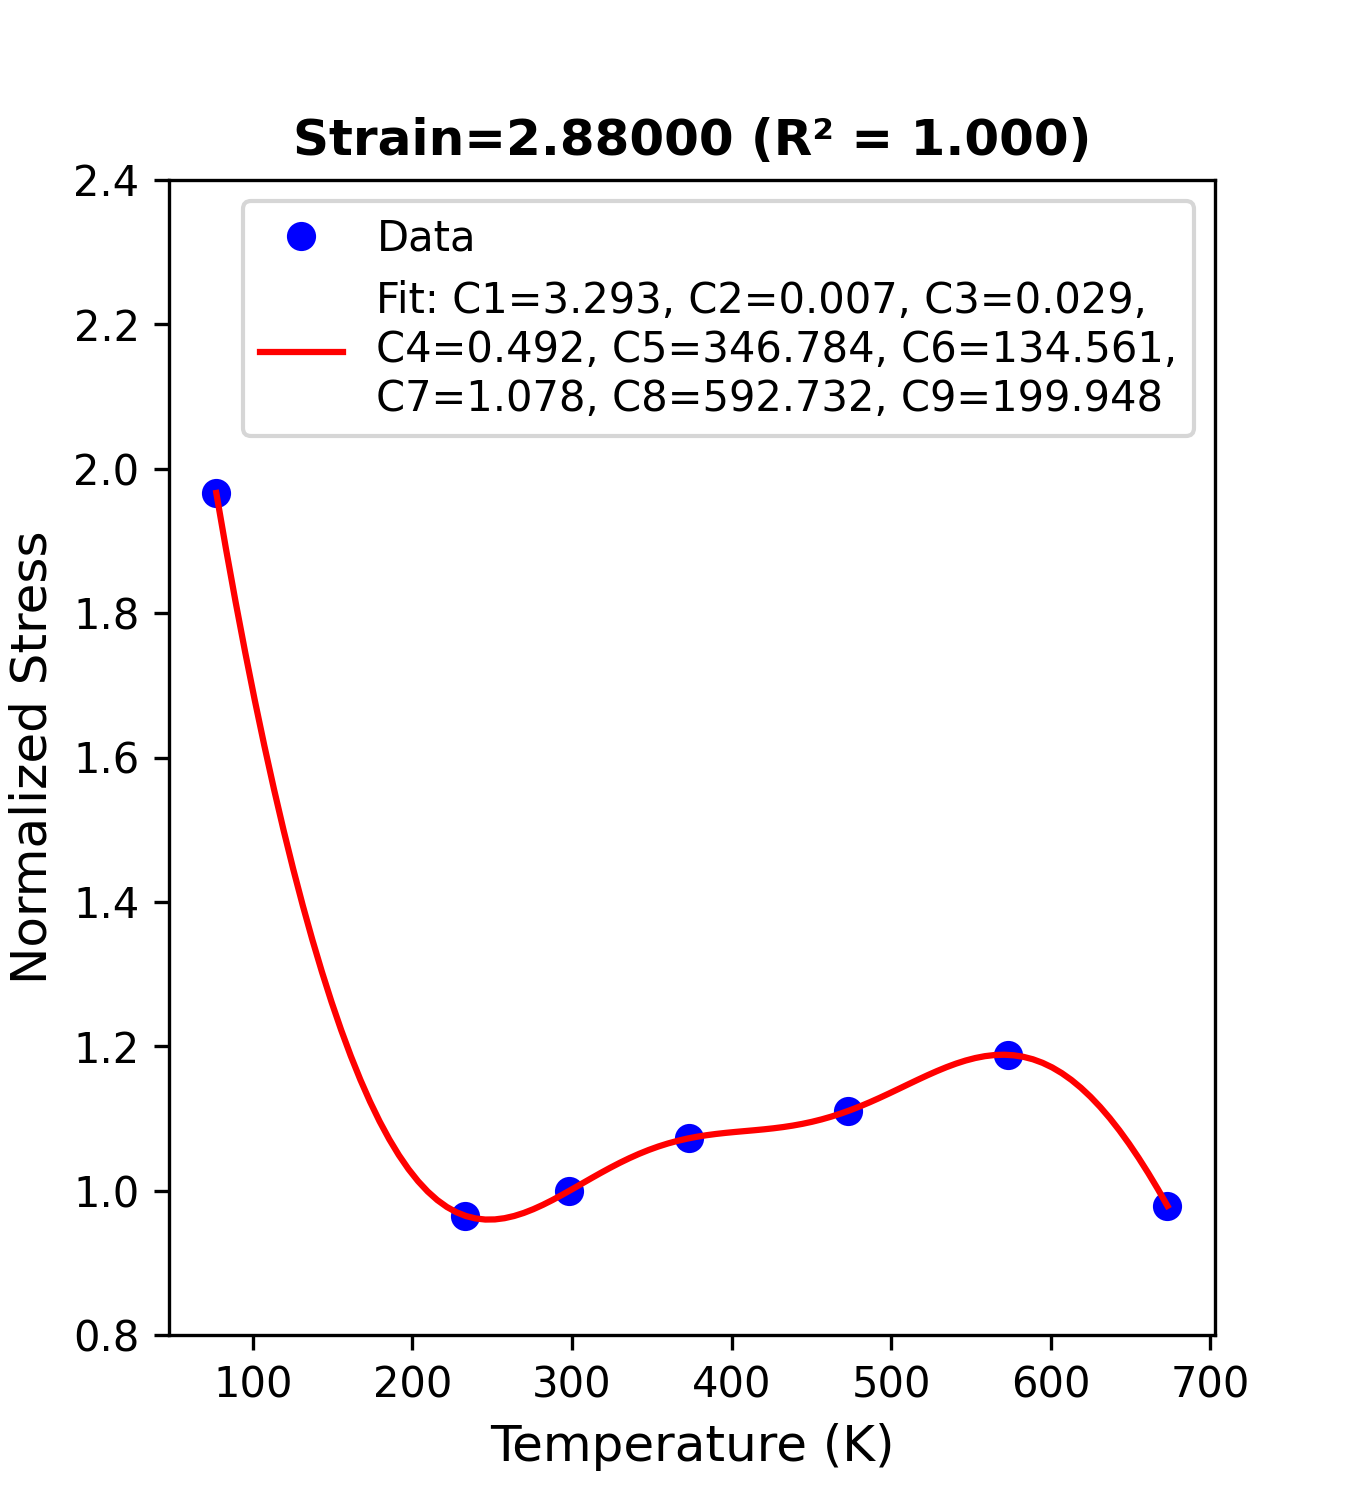 Strain=2.88000 (R² = 1.000)
2.4
2.2
2.0
1.8
1.6
1.4
1.2
1.0
0.8
Data
Fit: C1=3.293, C2=0.007, C3=0.029,
C4=0.492, C5=346.784, C6=134.561,
C7=1.078, C8=592.732, C9=199.948
Normalized Stress
100 200 300 400 500 600 700
Temperature (K)